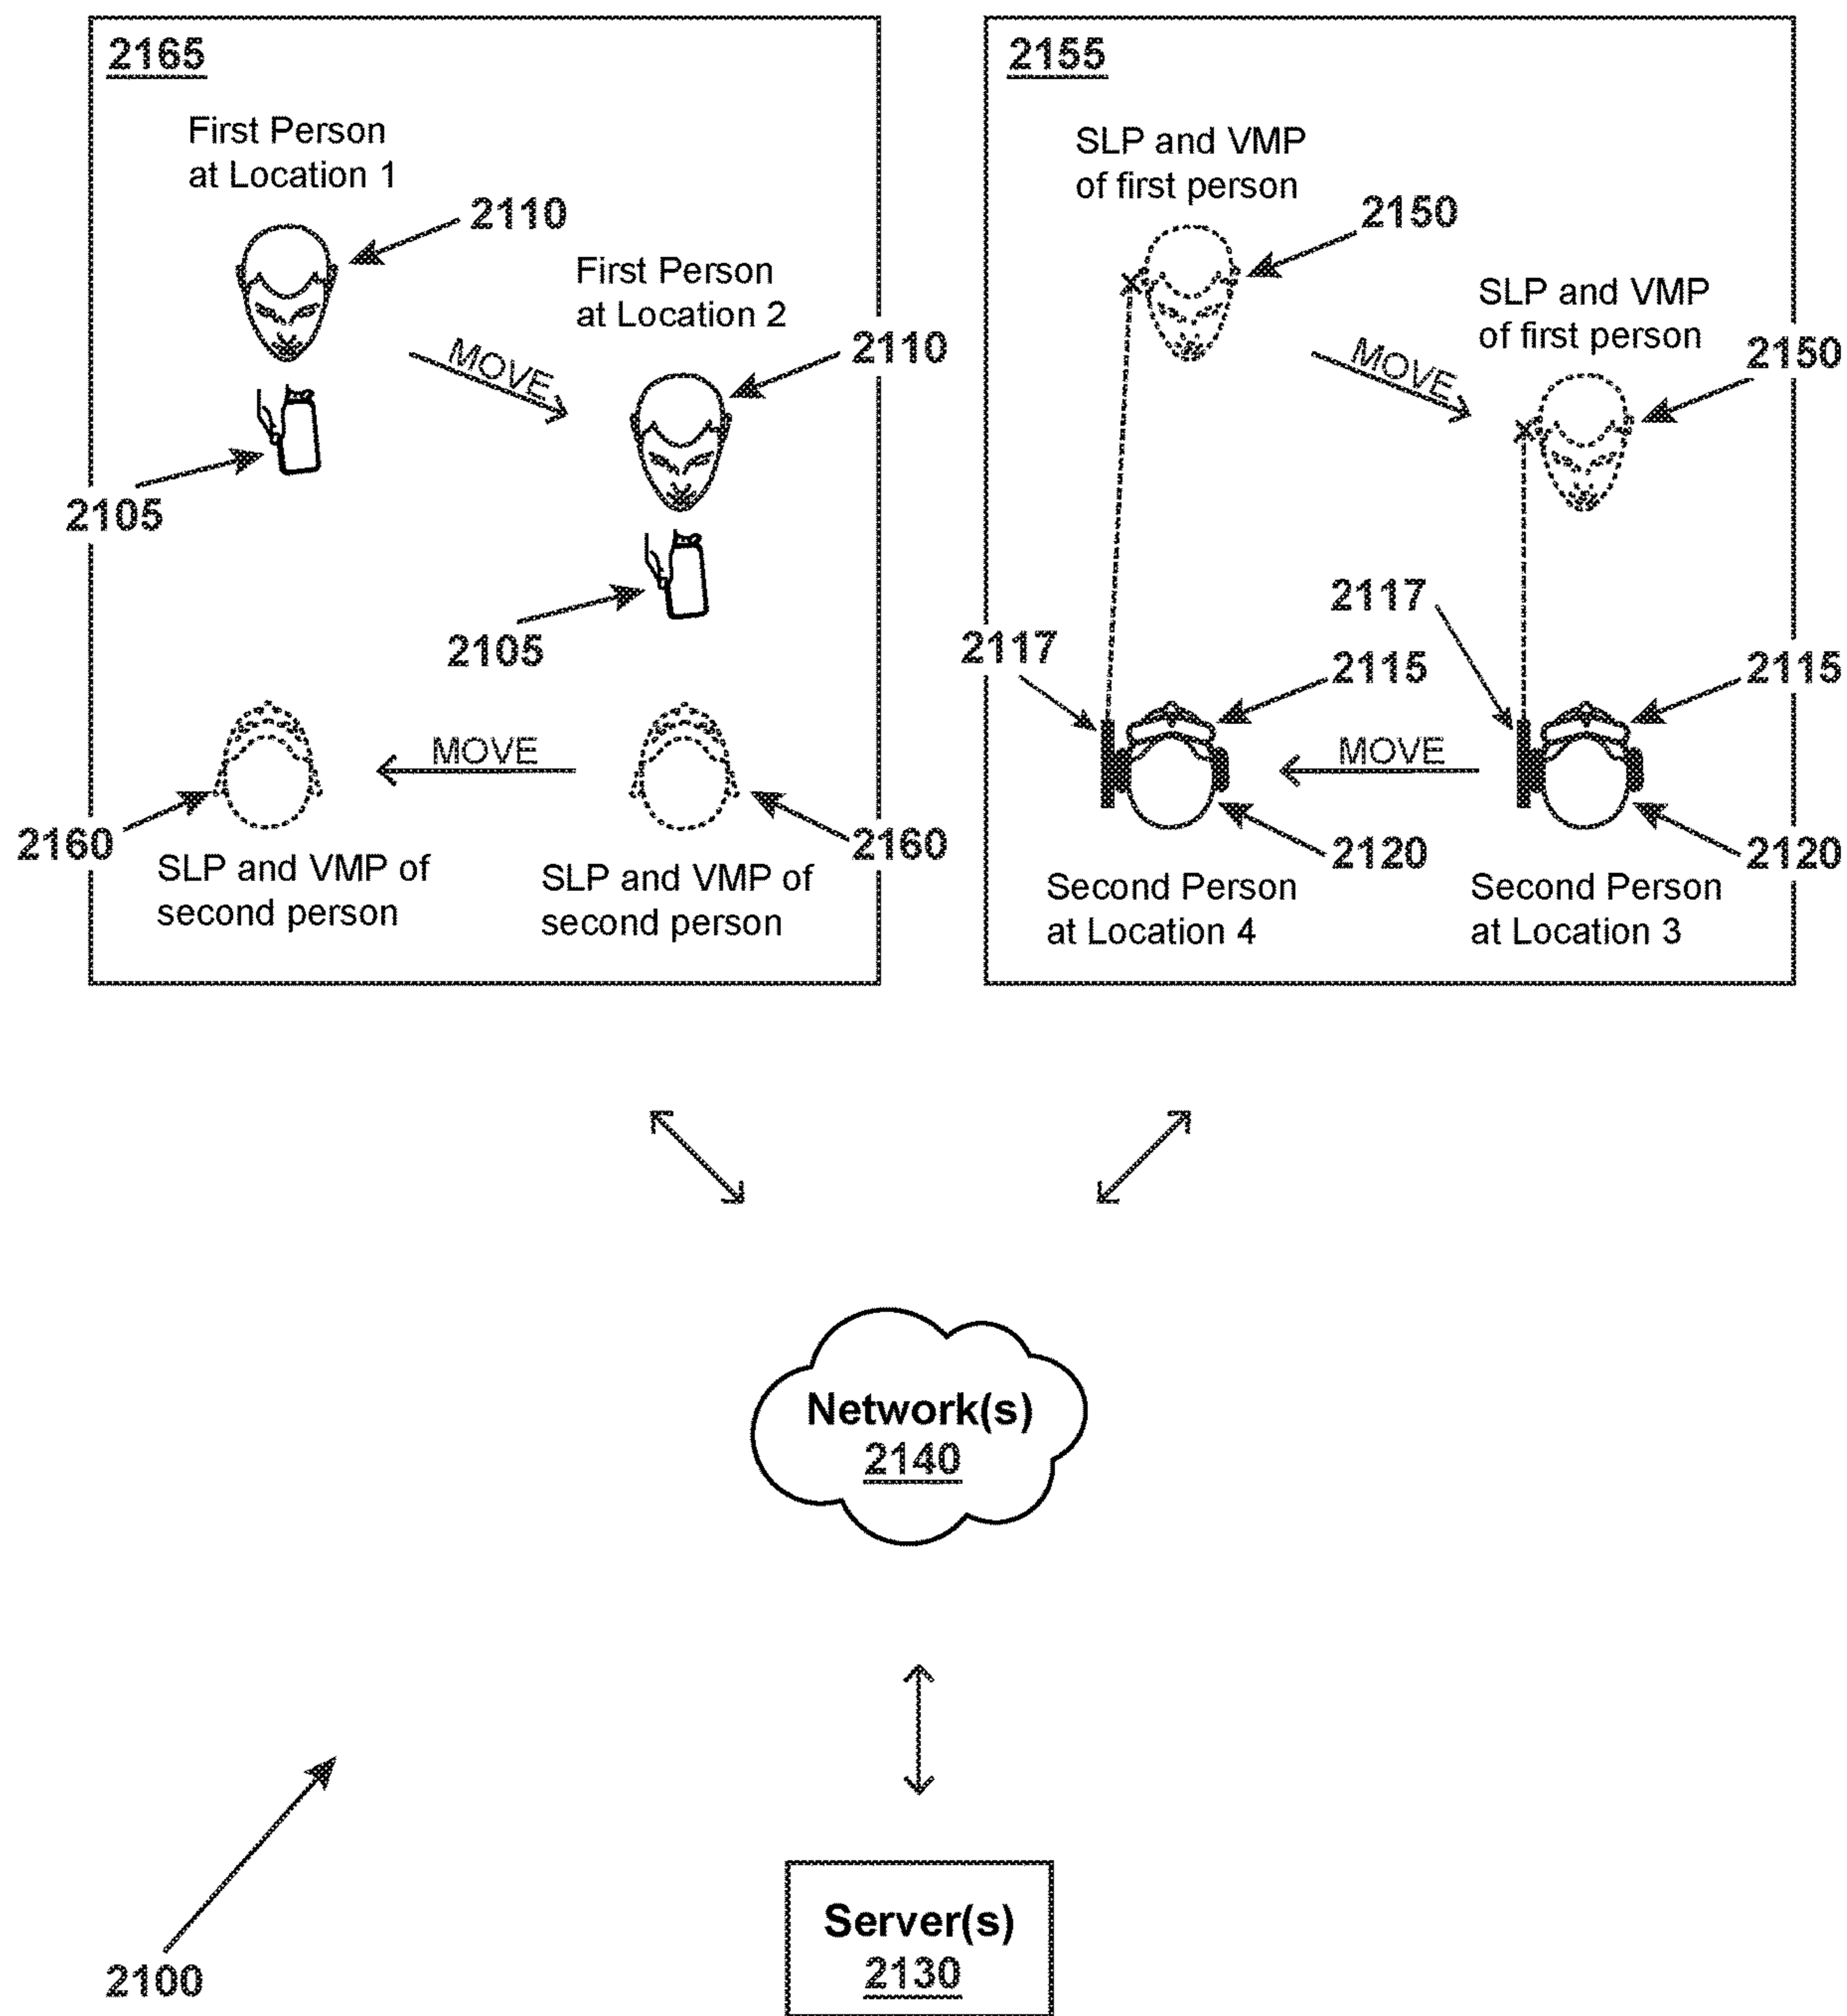 2165
First Person
at Location 1
2110
First Person
at Location 2
2110
MOVE
2105
2105
MOVE
2160
2160
SLP and VMP of
second person
SLP and VMP of
second person
2155
SLP and VMP
of first person
2150
SLP and VMP
of first person
2150
MOVE
2117
2117
2115
2115
MOVE
2120
2120
Second Person
at Location 4
Second Person
at Location 3
Network(s)
2140
2100
Server(s)
2130